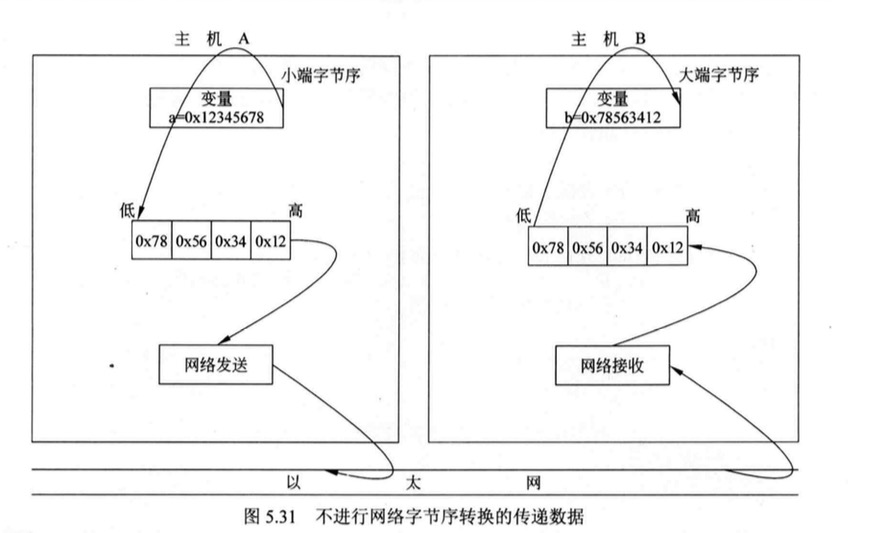 主 机 A
小端字节序
变量
a=0x12345678
低 高
0x78 0x56 0x34 0x12
网络发送
主 机 B
大端字节序
变量
b=0x78563412
低 高
0x78 0x56 0x34 0x12
网络接收
以 太 网
图 5.31 不进行网络字节序转换的传递数据